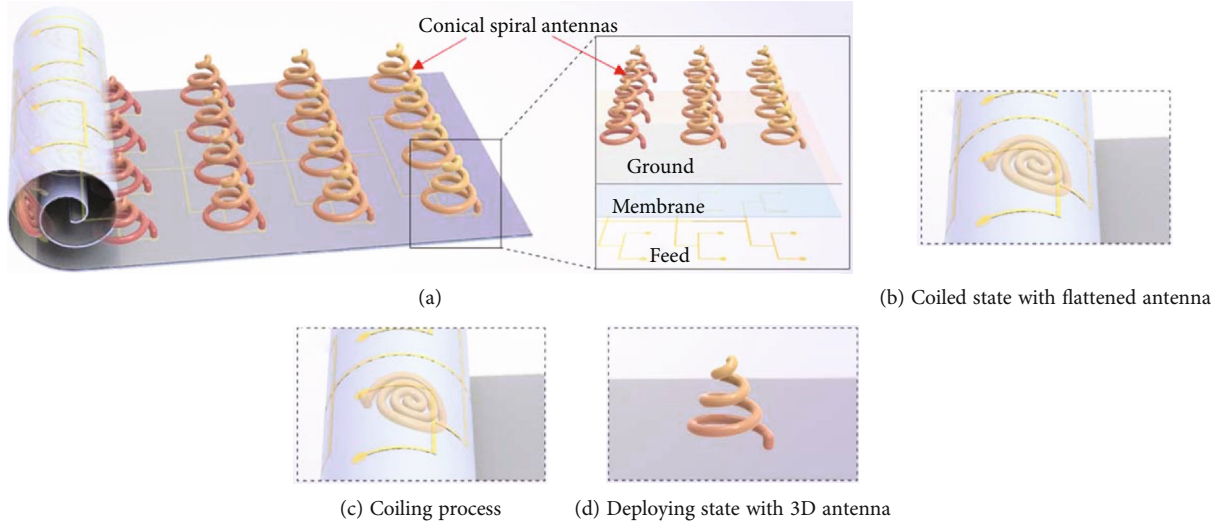 Conical spiral antennas
Ground
Membrane
Feed
(a)
(b) Coiled state with flattened antenna
(c) Coiling process
(d) Deploying state with 3D antenna